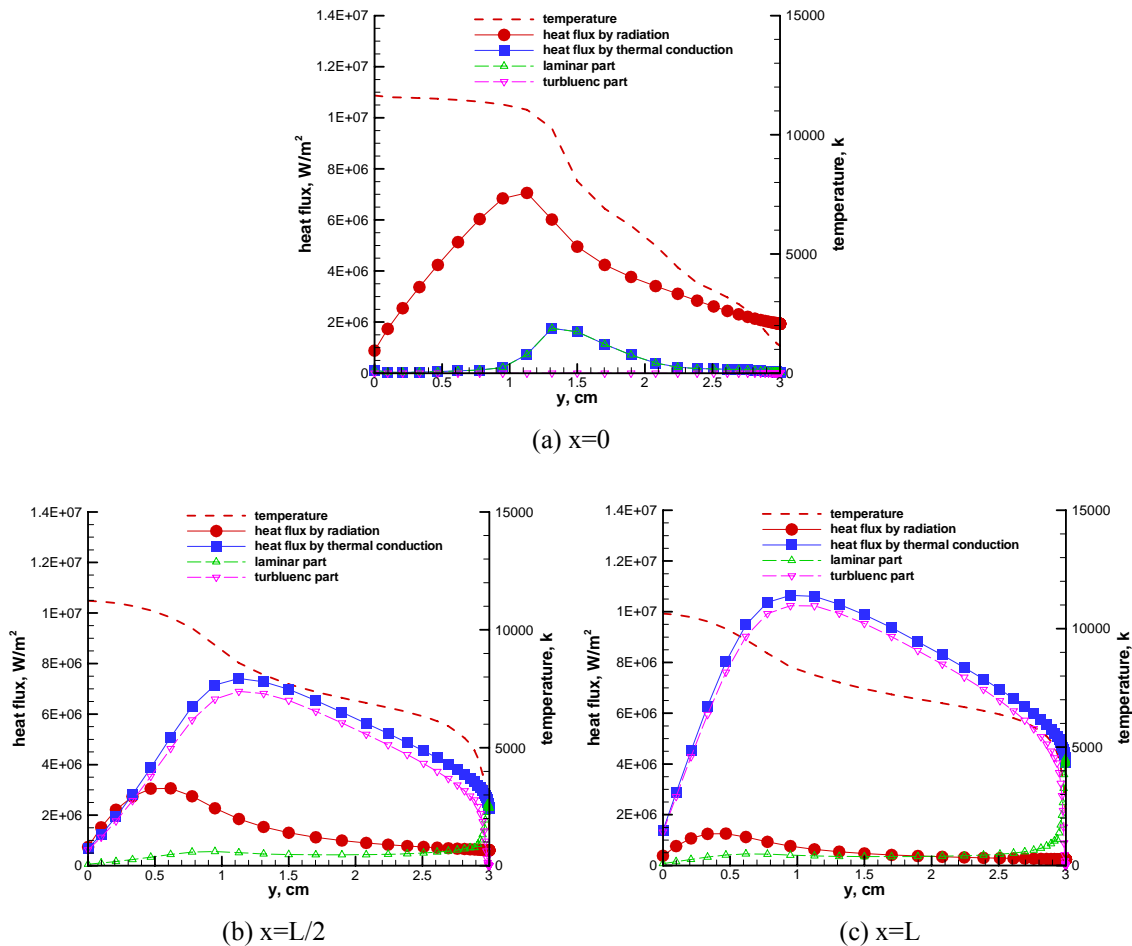 1.4E+07
1.2E+07
1E+07
8E+06
6E+06
4E+06
2E+06
0
heat flux, W/m²
temperature
heat flux by radiation
heat flux by thermal conduction
laminar part
turbluenc part
15000
10000
5000
0
temperature, k
0 0.5 1 1.5 2 2.5 3
y, cm
(a) x=0
1.4E+07
1.2E+07
1E+07
8E+06
6E+06
4E+06
2E+06
0
heat flux, W/m²
temperature
heat flux by radiation
heat flux by thermal conduction
laminar part
turbluenc part
15000
10000
5000
0
temperature, k
0 0.5 1 1.5 2 2.5 3
y, cm
(b) x=L/2
1.4E+07
1.2E+07
1E+07
8E+06
6E+06
4E+06
2E+06
0
heat flux, W/m²
temperature
heat flux by radiation
heat flux by thermal conduction
laminar part
turbluenc part
15000
10000
5000
0
temperature, k
0 0.5 1 1.5 2 2.5 3
y, cm
(c) x=L